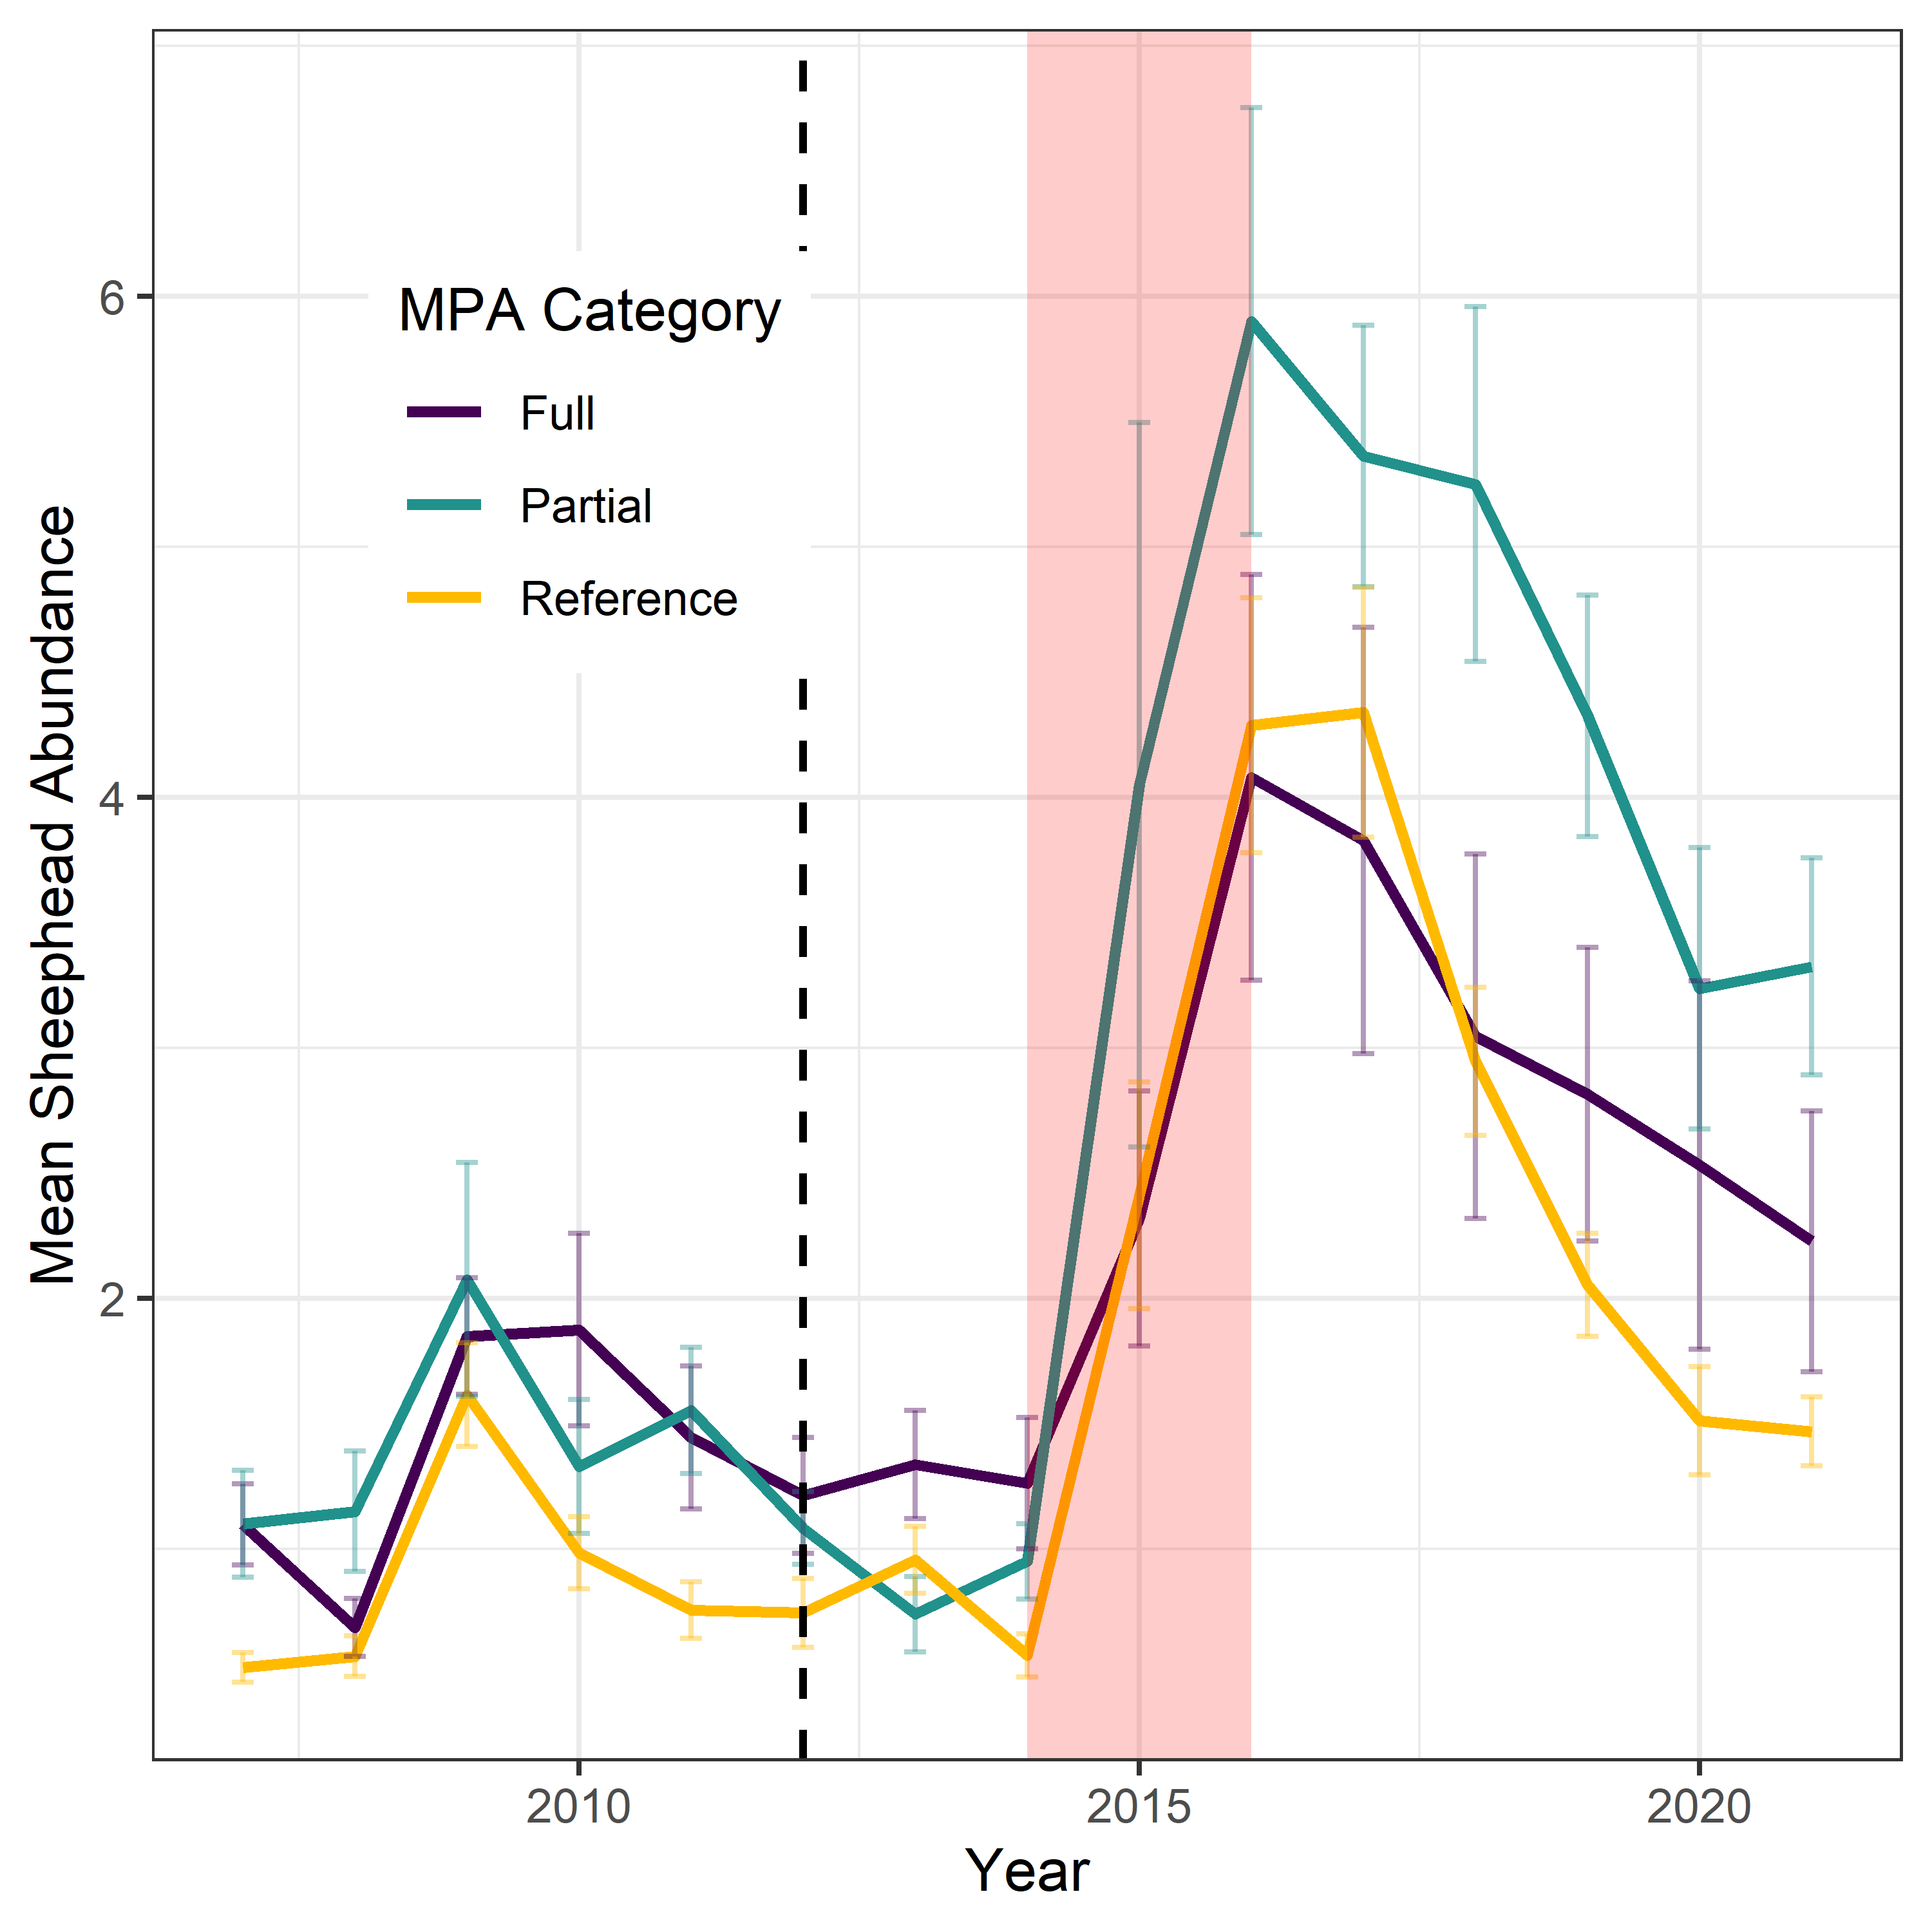 MPA Category
Full
Partial
Reference
Mean Sheephead Abundance
6
4
2
2010 2015 2020
Year